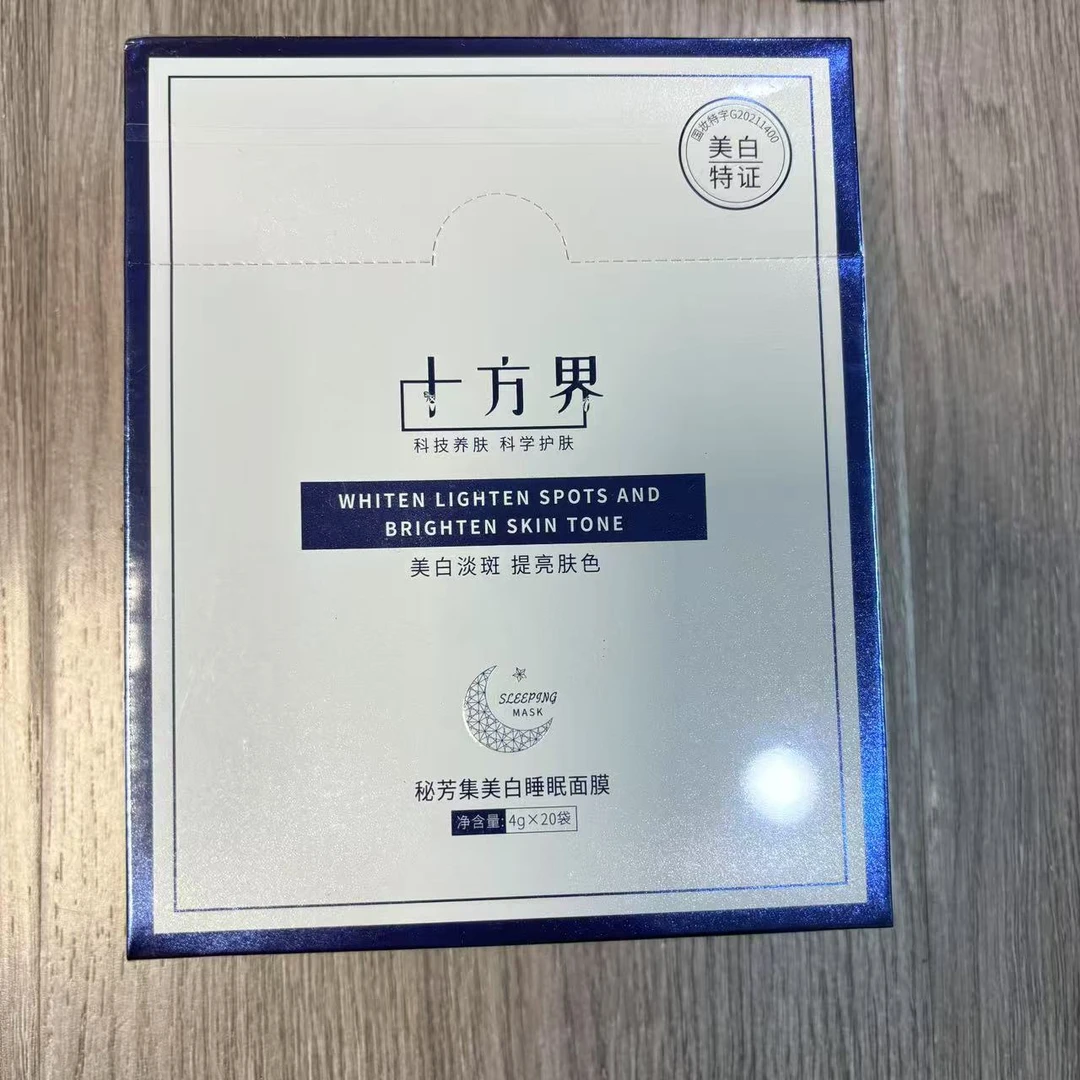 国妆特字G20211400
美白
特证
十方界
科技养肤 科学护肤
WHITEN LIGHTEN SPOTS AND
BRIGHTEN SKIN TONE
美白淡斑 提亮肤色
SLEEPING
MASK
秘芳集美白睡眠面膜
净含量:4g×20袋